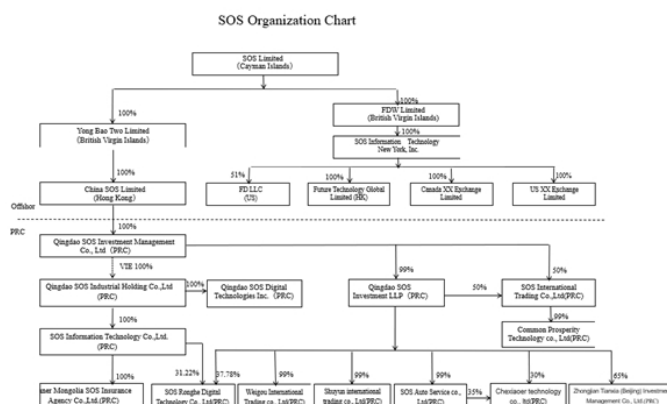 SOS Organization Chart
SOS Limited
(Cayman Islands)
100%
100%
Yong Bao Two Limited
(British Virgin Islands)
FDW Limited
(British Virgin Islands)
100%
SOS Information Technology
New York, Inc.
100%
51%
100%
100%
100%
China SOS Limited
(Hong Kong)
FD LLC
(US)
Future Technology Global
Limited (HK)
Canada XX Exchange
Limited
US XX Exchange
Limited
Offshor
PRC
100%
Qingdao SOS Investment Management
Co., Ltd (PRC)
VIE 100%
99%
50%
Qingdao SOS Industrial Holding Co.,Ltd
(PRC)
100%
Qingdao SOS Digital
Technologies Inc. (PRC)
Qingdao SOS
Investment LLP (PRC)
50%
SOS International
Trading Co.,Ltd(PRC)
100%
99%
SOS Information Technology Co.,Ltd.
(PRC)
Common Prosperity
Technology co., Ltd(PRC)
100%
31.22%
37.78%
99%
99%
99%
30%
65%
ner Mongolia SOS Insurance
Agency Co.,Ltd.(PRC)
SOS Ronghe Digital
Technology Co., Ltd(PRC)
Weigou International
Trading co., Ltd(PRC)
Shuyun international
trading co., Ltd(PRC)
SOS Auto Service co.,
Ltd(PRC)
35%
Chexiaoer technology
co., ltd(PRC)
Zhongjian Tianxia (Beijing) Investmen
Management Co., Ltd.(PRC)